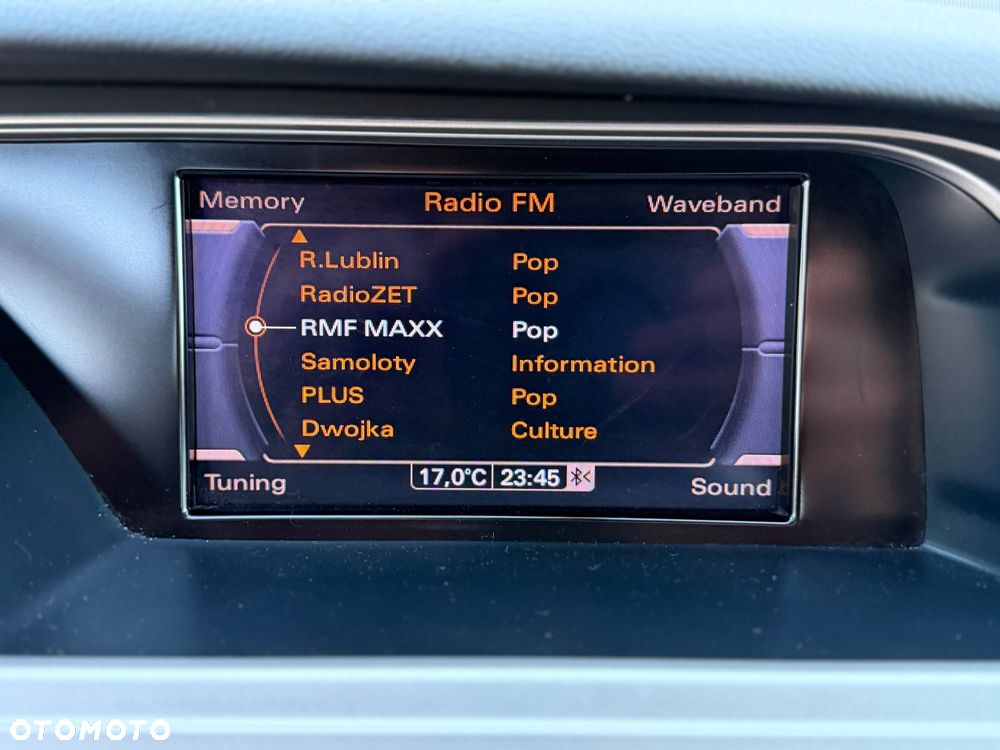 Memory Radio FM Waveband
R.Lublin Pop
RadioZET Pop
RMF MAXX Pop
Samoloty Information
PLUS Pop
Dwojka Culture
Tuning 17,0°C 23:45 Sound
OTOMOTO